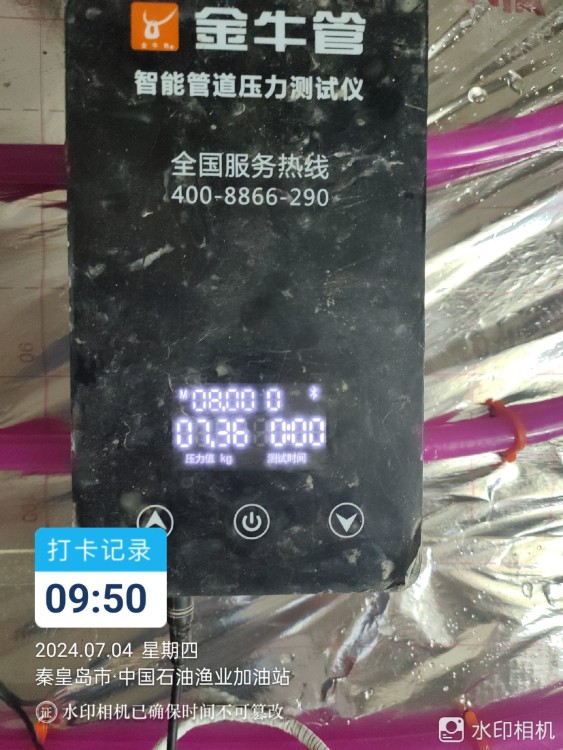 金牛管
智能管道压力测试仪
全国服务热线
400-8866-290
M 08.00 0
07.36 0:00
压力值 kg 测试时间
打卡记录
09:50
2024.07.04 星期四
秦皇岛市·中国石油渔业加油站
证 水印相机已确保时间不可篡改
水印相机